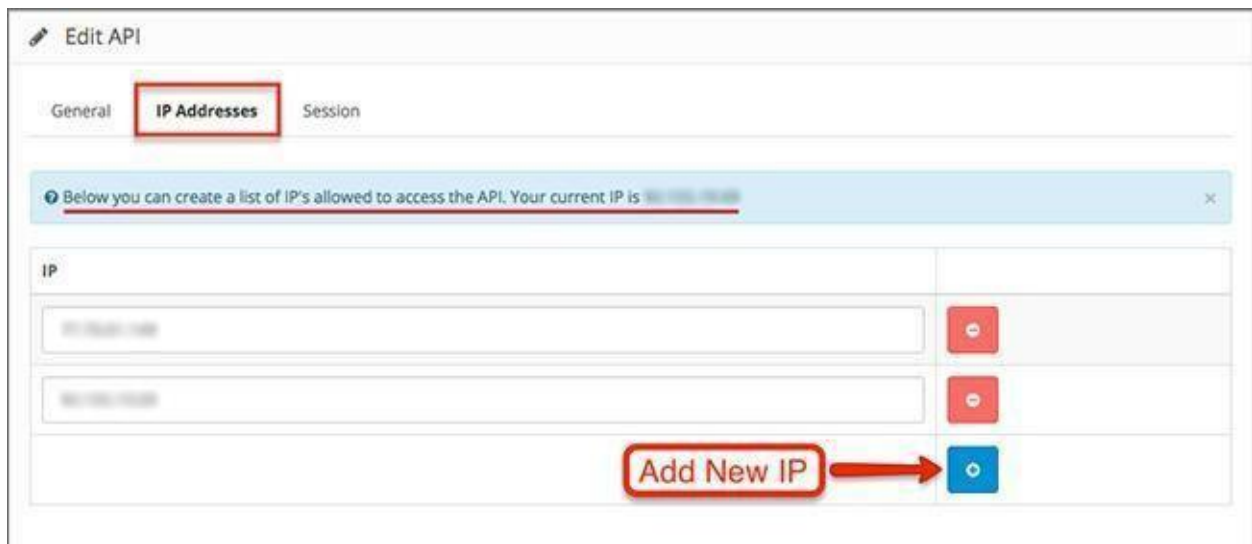 Edit API
General IP Addresses Session
Below you can create a list of IP's allowed to access the API. Your current IP is
×
IP
Add New IP